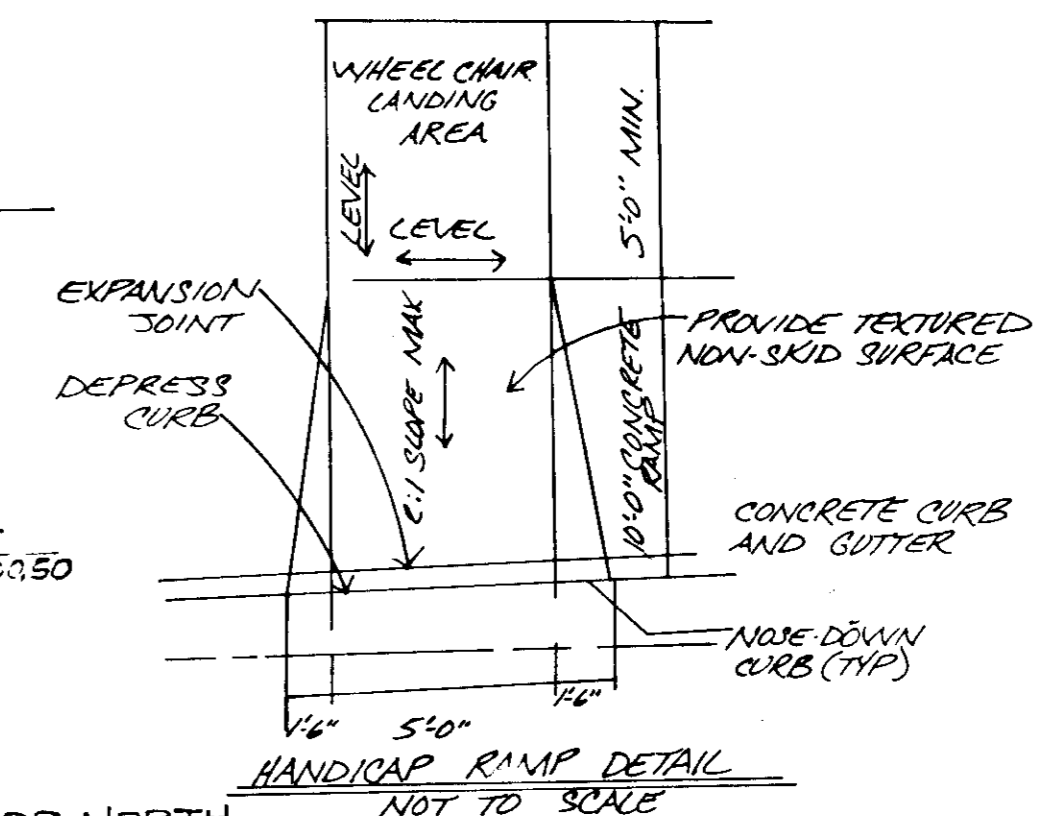 WHEEL CHAIR
LANDING
AREA
LEVEL
LEVEL
5'-0" MIN.
EXPANSION
JOINT
DEPRESS
CURB
SLOPE MAX
10'-0" CONCRETE
RAMP
PROVIDE TEXTURED
NON-SKID SURFACE
CONCRETE CURB
AND GUTTER
NOSE-DOWN
CURB (TYP)
1'-6"
5'-0"
1'-6"
HANDICAP RAMP DETAIL
NOT TO SCALE
NORTH